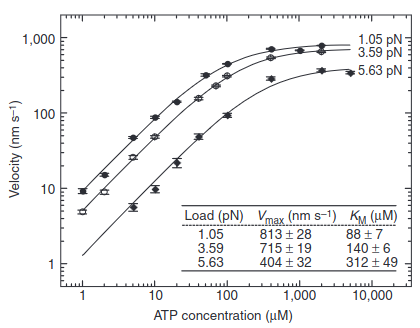 1,000
100
10
1
Velocity (nm s⁻¹)
1.05 pN
3.59 pN
5.63 pN
Load (pN) Vmax (nm s⁻¹) KM (µM)
1.05 813 ± 28 88 ± 7
3.59 715 ± 19 140 ± 6
5.63 404 ± 32 312 ± 49
1 10 100 1,000 10,000
ATP concentration (µM)